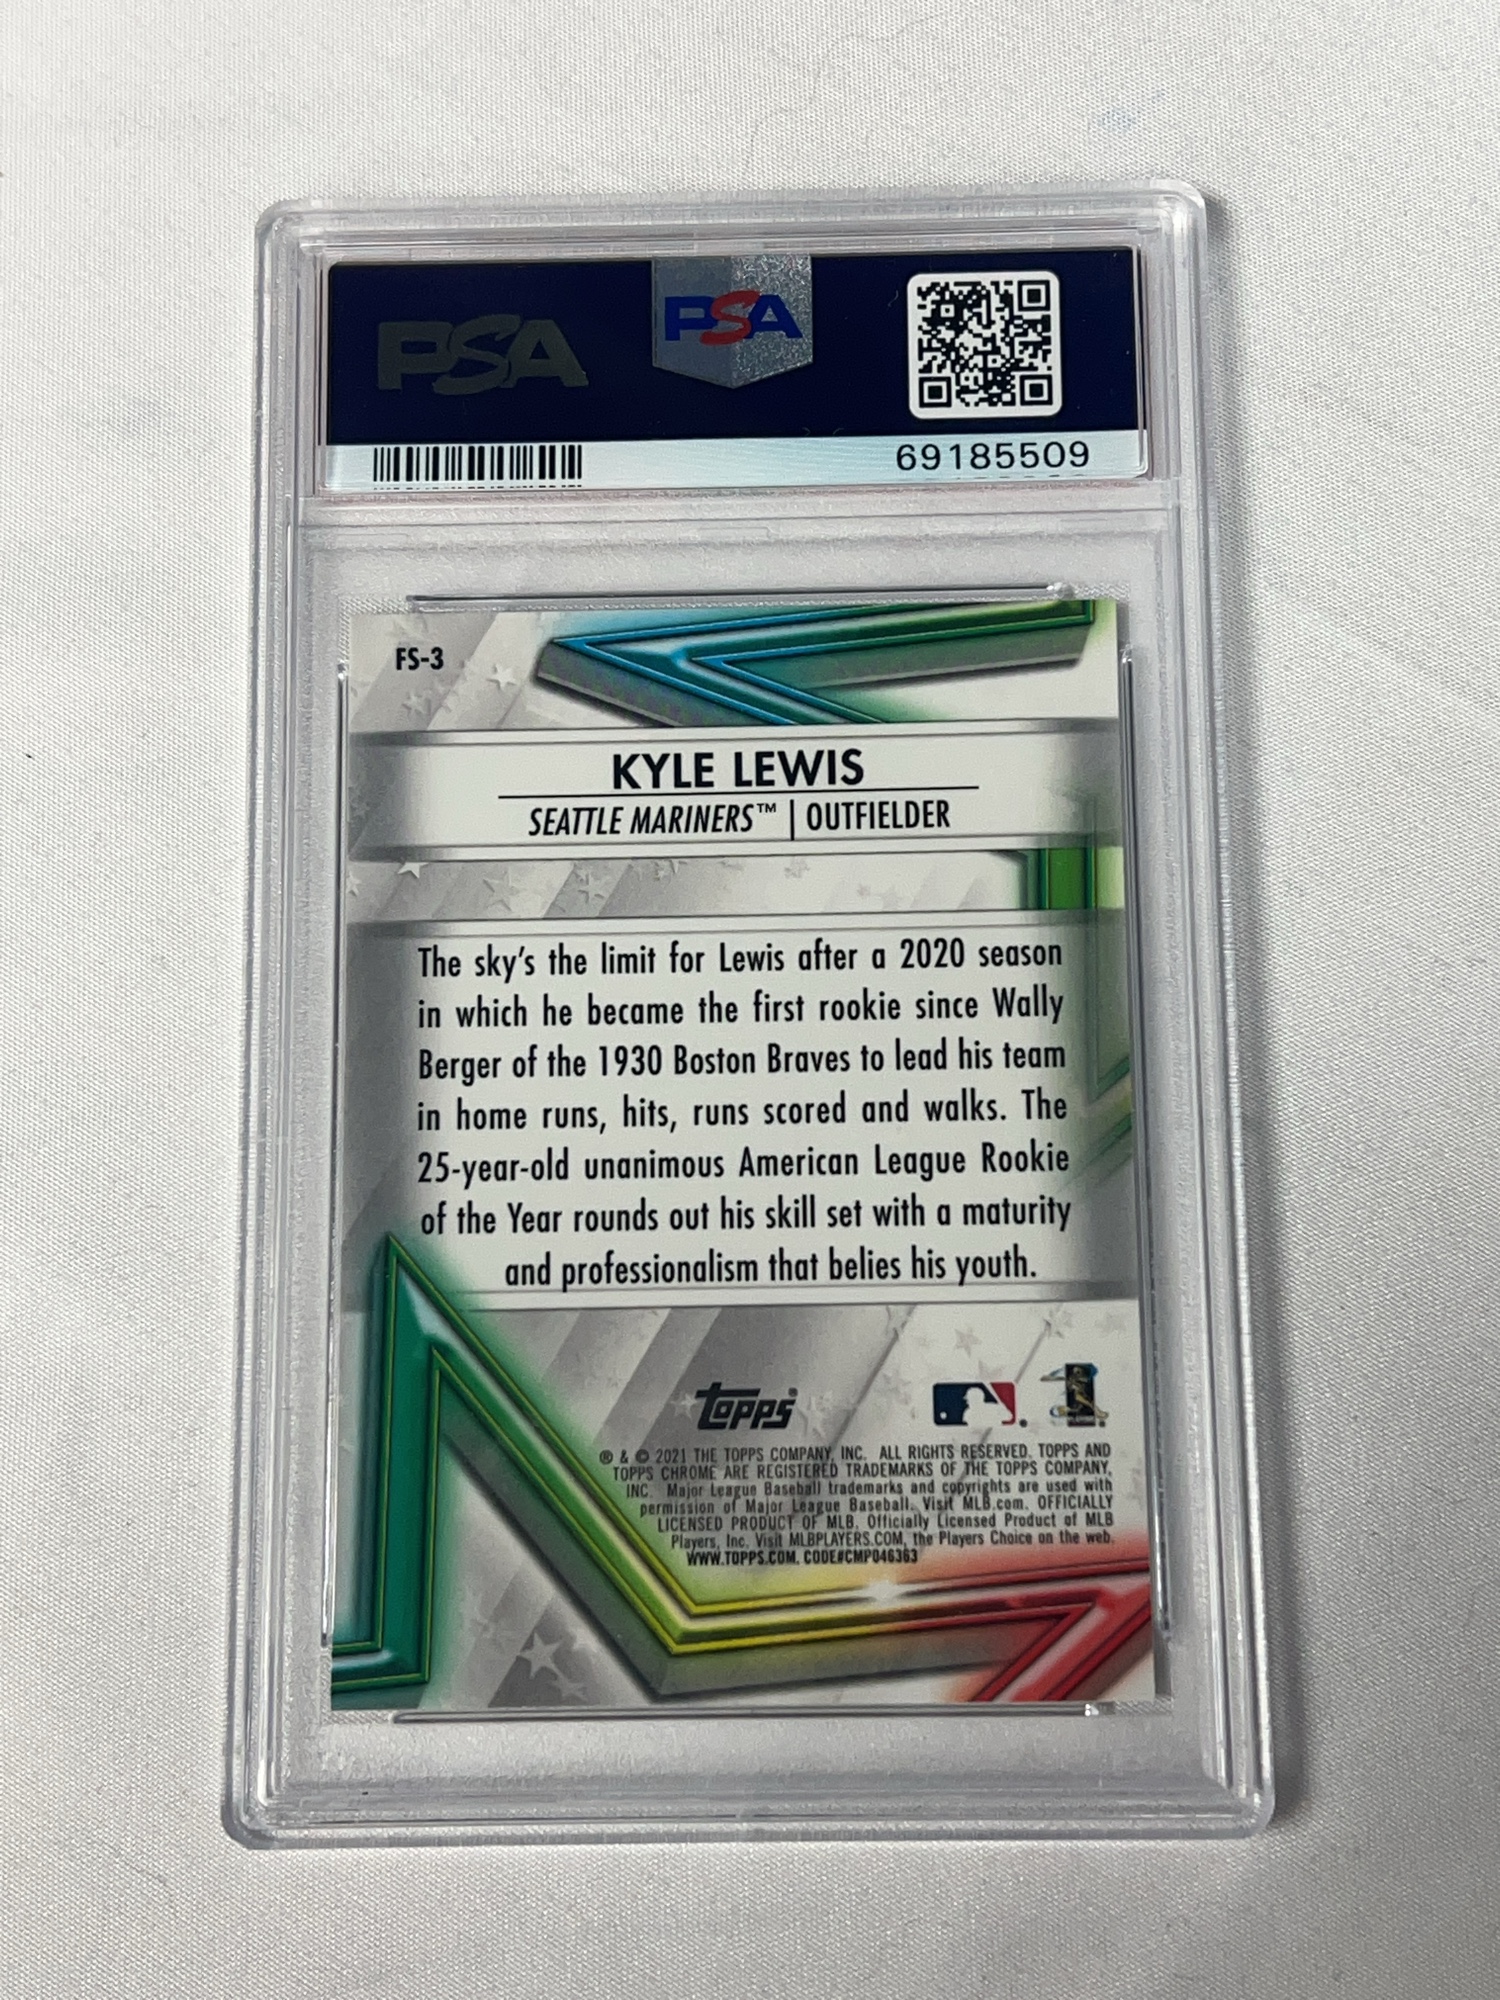 PSA
PSA
69185509
FS-3
KYLE LEWIS
SEATTLE MARINERS™ | OUTFIELDER
The sky's the limit for Lewis after a 2020 season
in which he became the first rookie since Wally
Berger of the 1930 Boston Braves to lead his team
in home runs, hits, runs scored and walks. The
25-year-old unanimous American League Rookie
of the Year rounds out his skill set with a maturity
and professionalism that belies his youth.
Topps®
® & © 2021 THE TOPPS COMPANY, INC. ALL RIGHTS RESERVED. TOPPS AND
TOPPS CHROME ARE REGISTERED TRADEMARKS OF THE TOPPS COMPANY,
INC. Major League Baseball trademarks and copyrights are used with
permission of Major League Baseball. Visit MLB.com. OFFICIALLY
LICENSED PRODUCT OF MLB. Officially Licensed Product of MLB
Players, Inc. Visit MLBPLAYERS.COM, the Players Choice on the web.
WWW.TOPPS.COM. CODE#CMP046363